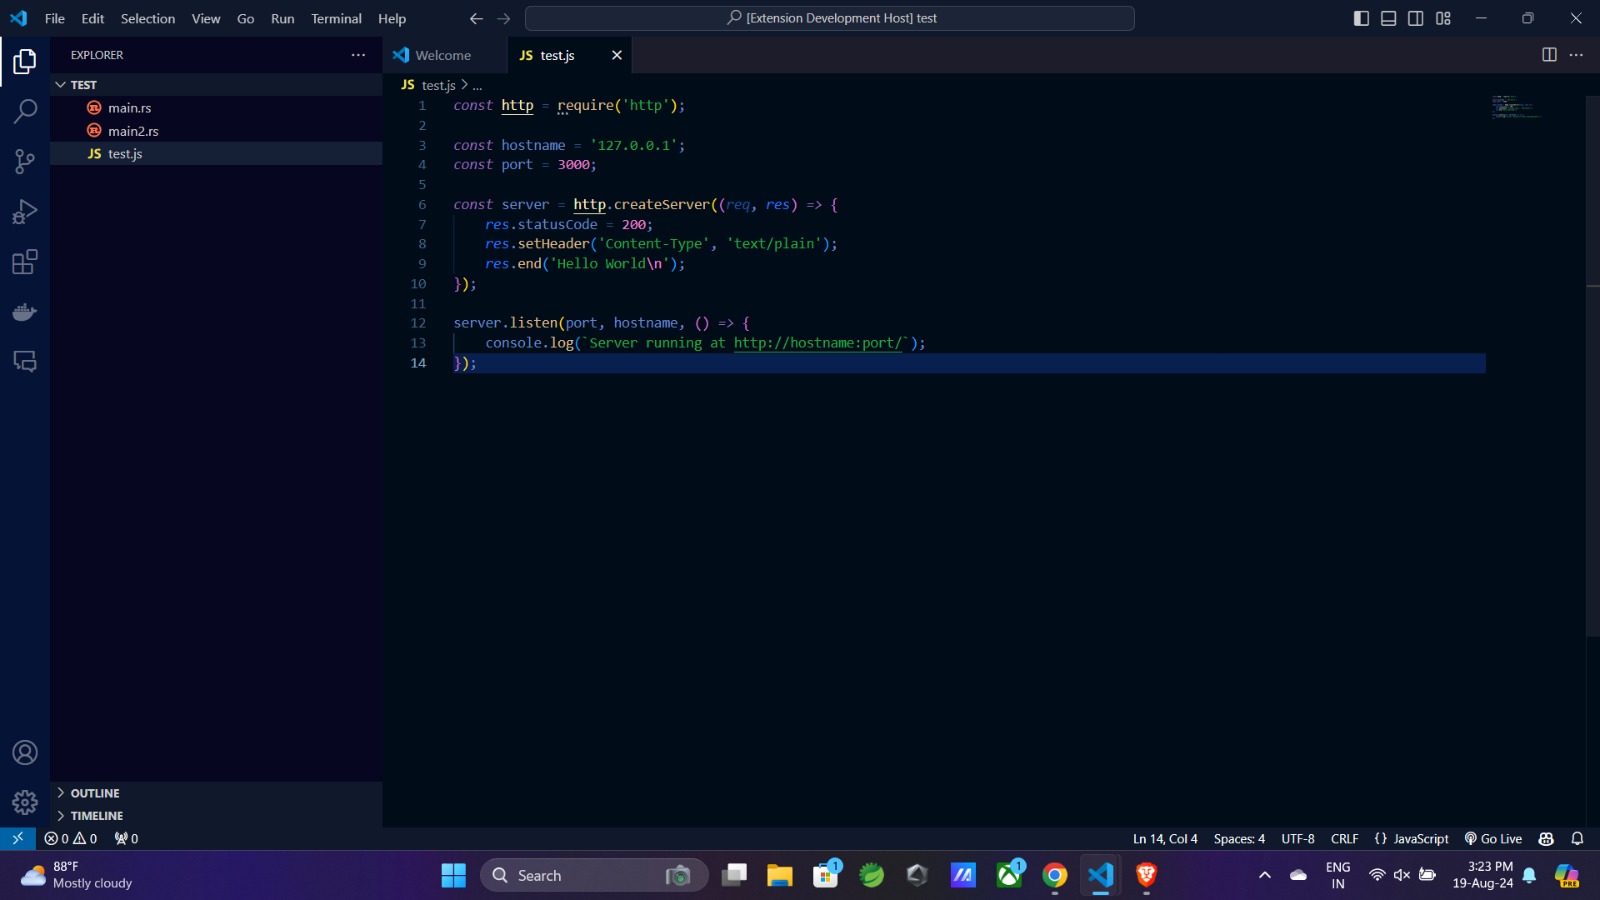 File Edit Selection View Go Run Terminal Help
[Extension Development Host] test
EXPLORER
TEST
main.rs
main2.rs
JS test.js
Welcome
JS test.js
JS test.js > ...
1 const http = require('http');
2
3 const hostname = '127.0.0.1';
4 const port = 3000;
5
6 const server = http.createServer((req, res) => {
7 res.statusCode = 200;
8 res.setHeader('Content-Type', 'text/plain');
9 res.end('Hello World\n');
10 });
11
12 server.listen(port, hostname, () => {
13 console.log(`Server running at http://hostname:port/`);
14 });
OUTLINE
TIMELINE
0 0 0
Ln 14, Col 4 Spaces: 4 UTF-8 CRLF {} JavaScript Go Live
88°F
Mostly cloudy
Search
1
1
ENG
IN
3:23 PM
19-Aug-24
PRE